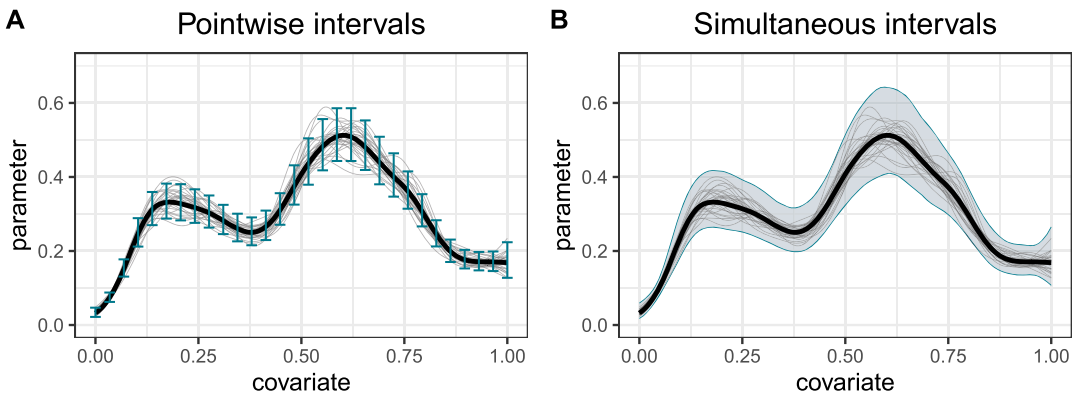 A
Pointwise intervals
parameter
0.6
0.4
0.2
0.0
0.00 0.25 0.50 0.75 1.00
covariate
B
Simultaneous intervals
parameter
0.6
0.4
0.2
0.0
0.00 0.25 0.50 0.75 1.00
covariate